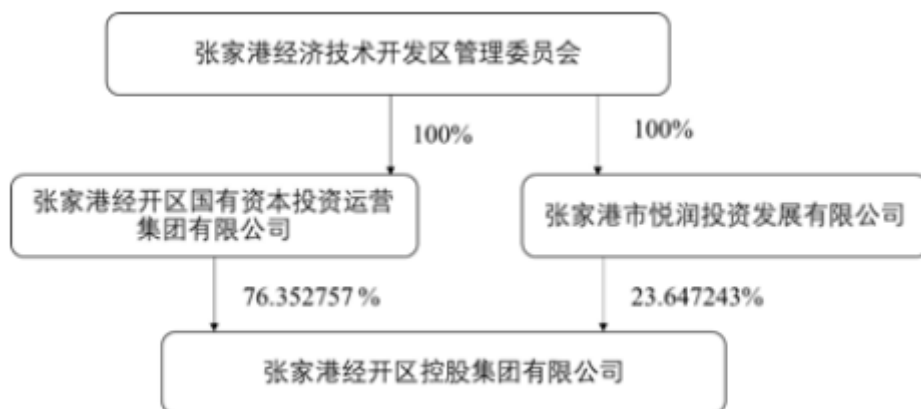 张家港经济技术开发区管理委员会
100%
100%
张家港经开区国有资本投资运营
集团有限公司
张家港市悦润投资发展有限公司
76.352757%
23.647243%
张家港经开区控股集团有限公司